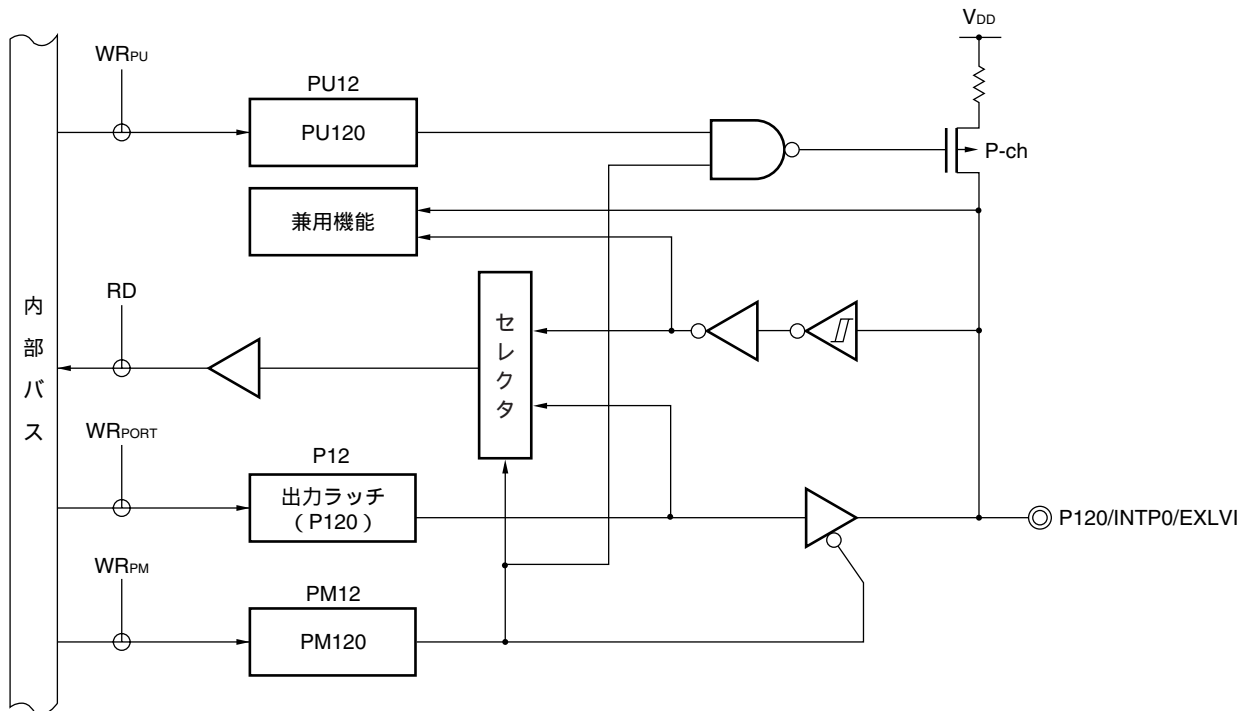 VDD
WRPU
PU12
PU120
P-ch
兼用機能
RD
内部バス
セレクタ
WRPORT
P12
出力ラッチ
（P120）
P120/INTP0/EXLVI
WRPM
PM12
PM120